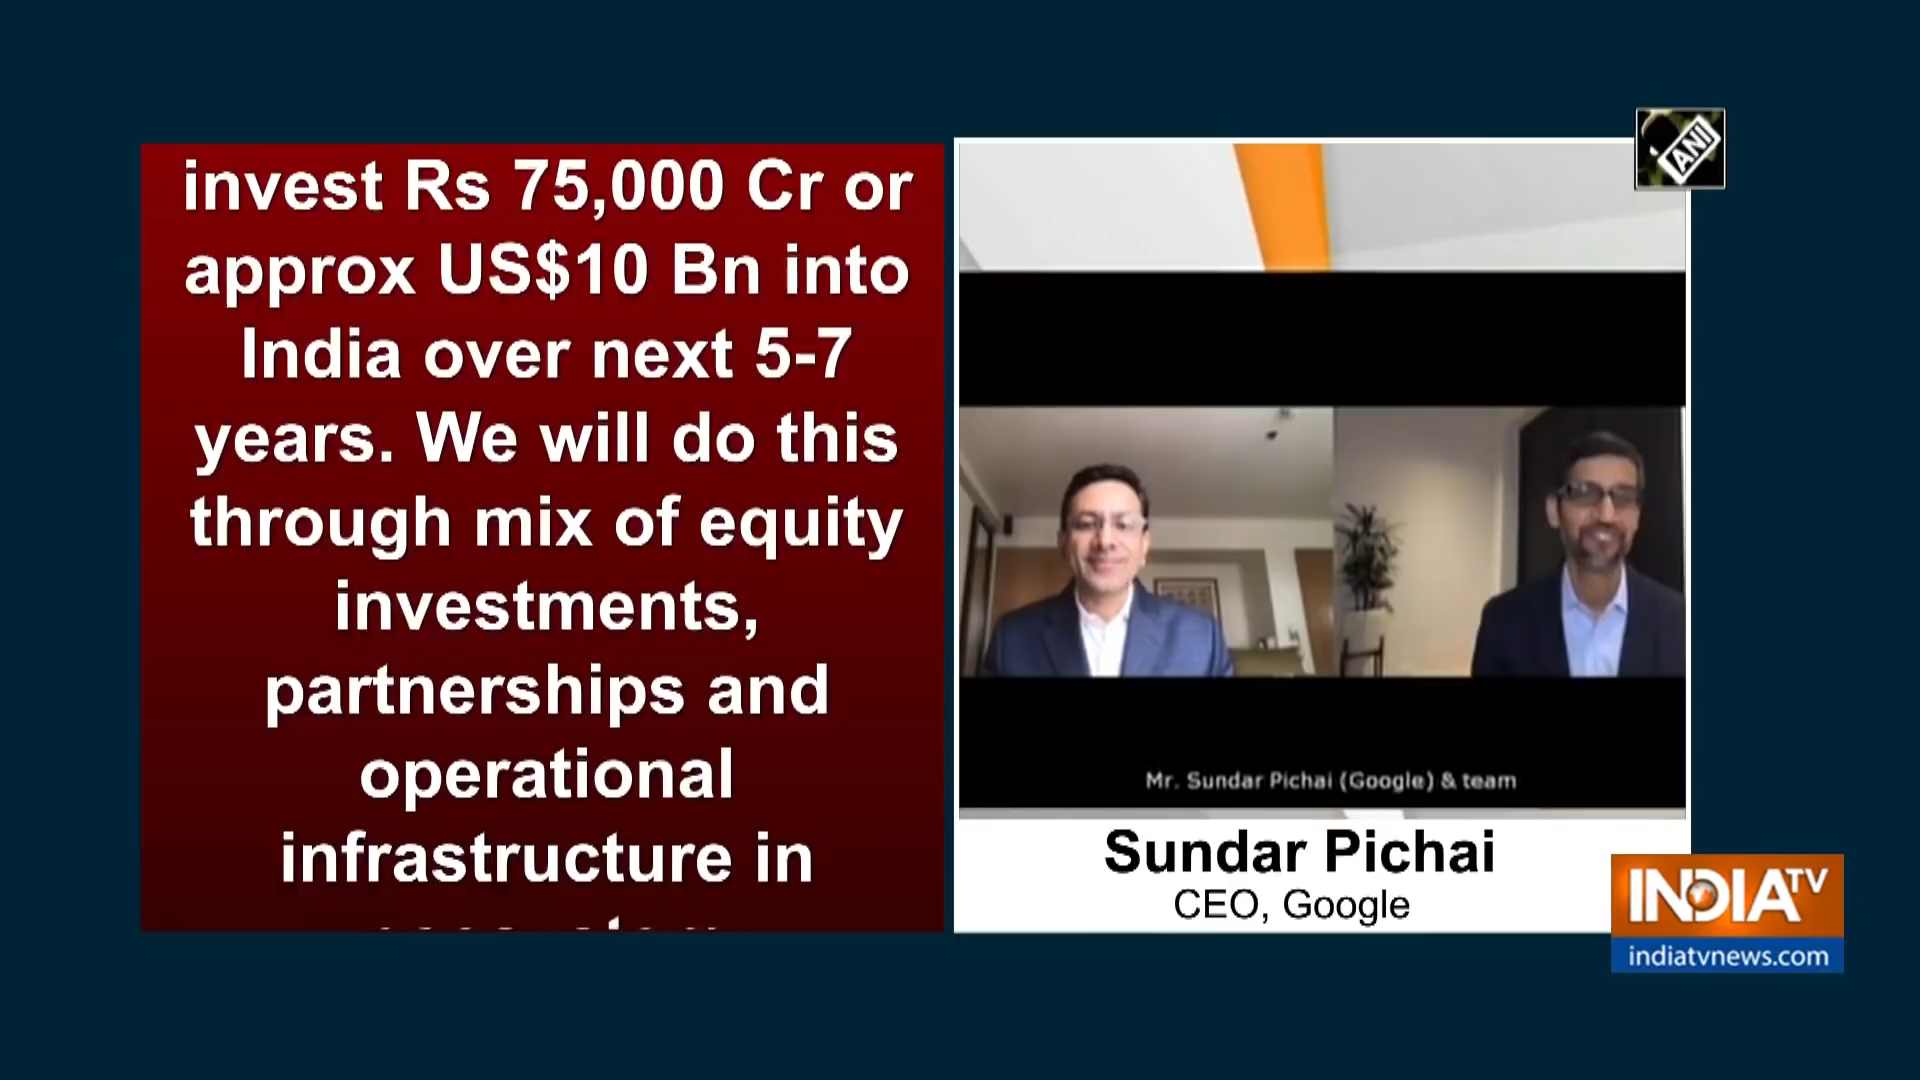 invest Rs 75,000 Cr or
approx US$10 Bn into
India over next 5-7
years. We will do this
through mix of equity
investments,
partnerships and
operational
infrastructure in
ANI
Mr. Sundar Pichai (Google) & team
Sundar Pichai
CEO, Google
INDIA TV
indiatvnews.com